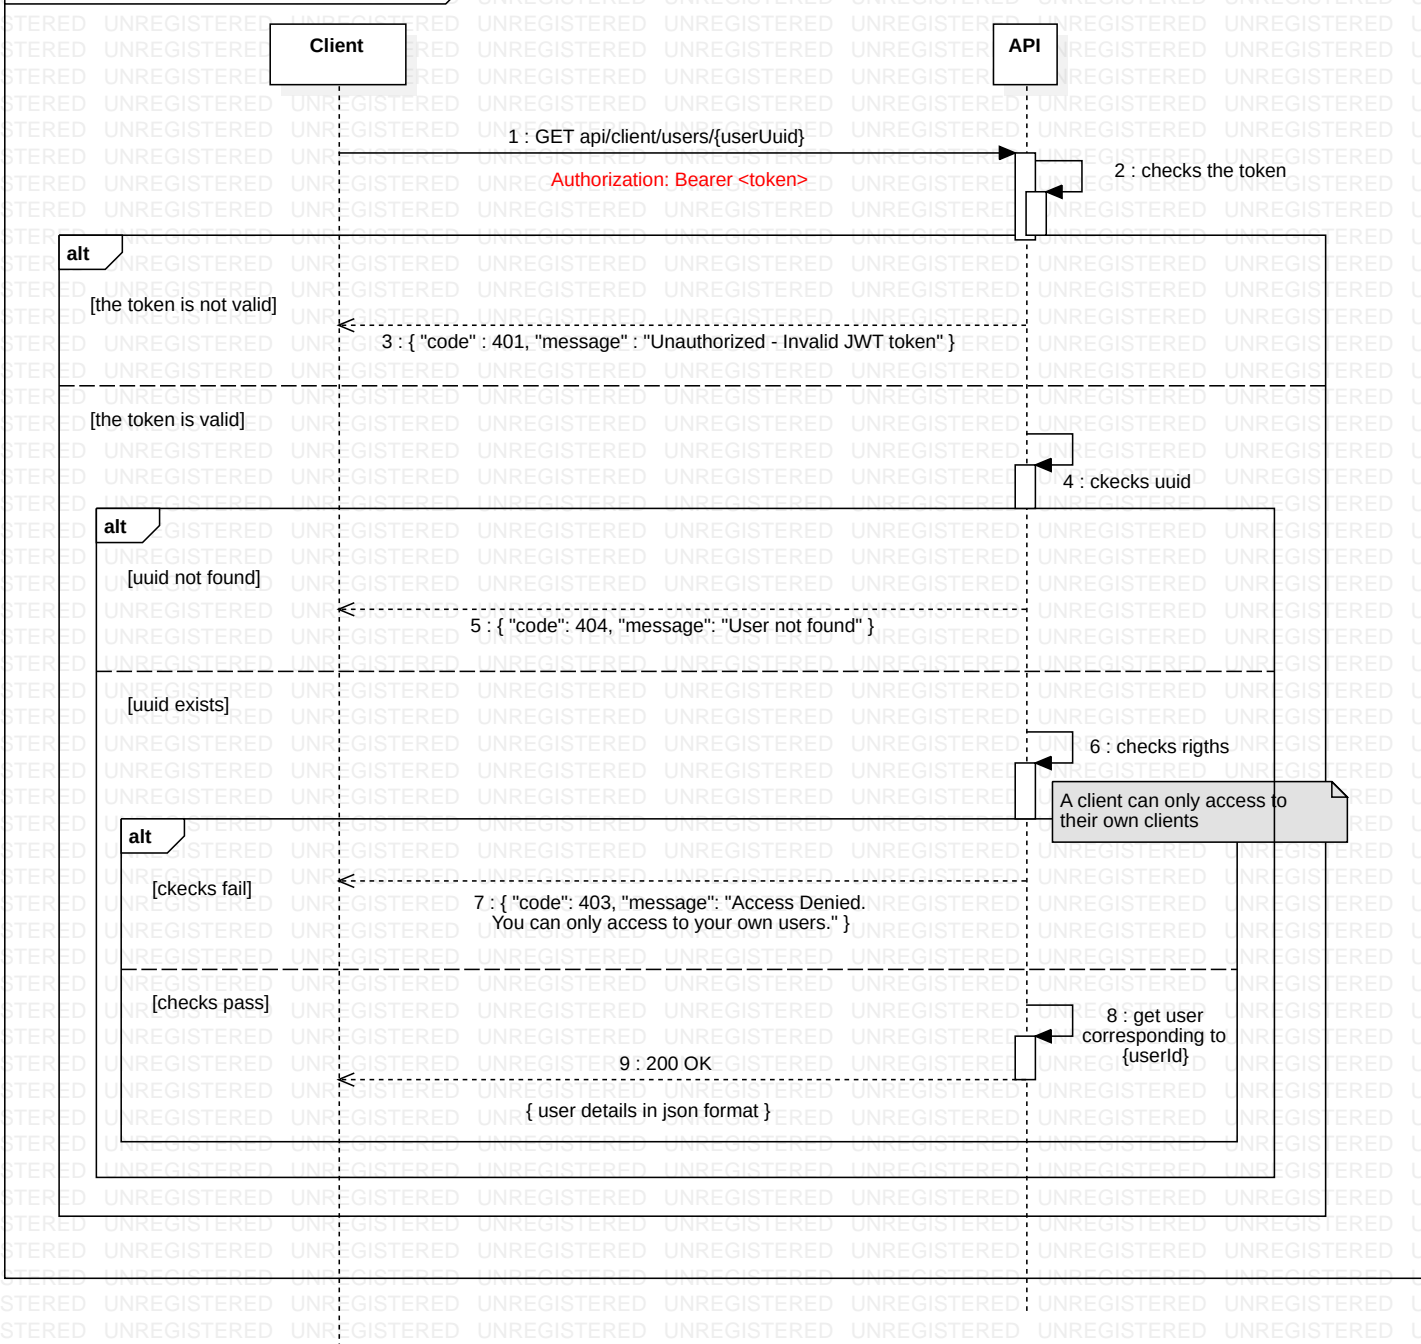 Client
API
1 : GET api/client/users/{userUuid}
Authorization: Bearer <token>
2 : checks the token
alt
[the token is not valid]
3 : { "code" : 401, "message" : "Unauthorized - Invalid JWT token" }
[the token is valid]
4 : ckecks uuid
alt
[uuid not found]
5 : { "code": 404, "message": "User not found" }
[uuid exists]
6 : checks rigths
A client can only access to
their own clients
alt
[ckecks fail]
7 : { "code": 403, "message": "Access Denied.
You can only access to your own users." }
[checks pass]
8 : get user
corresponding to
{userId}
9 : 200 OK
{ user details in json format }
UNREGISTERED